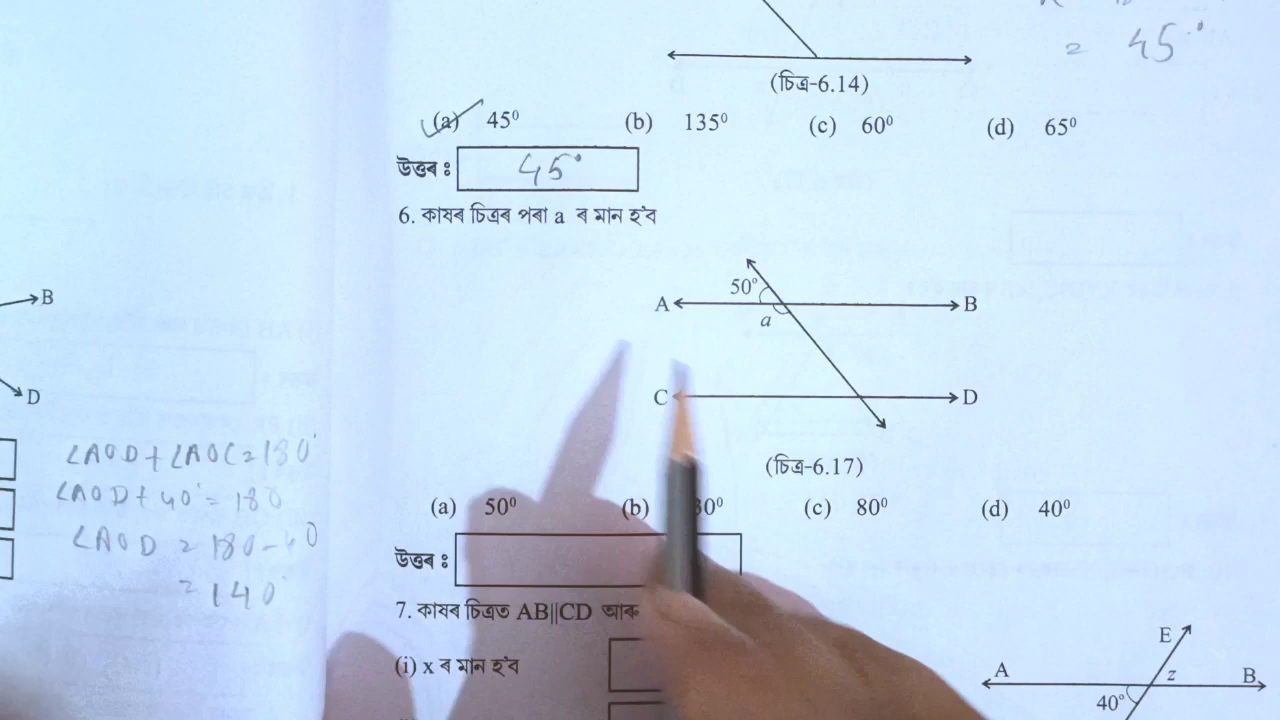 = 45°
(চিত্ৰ-6.14)
(a) 45⁰ (b) 135⁰ (c) 60⁰ (d) 65⁰
উত্তৰ : 45°
6. কাষৰ চিত্ৰৰ পৰা a ৰ মান হ'ব
50°
A B
a
C D
(চিত্ৰ-6.17)
(a) 50⁰ (b) (c) 80⁰ (d) 40⁰
উত্তৰ :
7. কাষৰ চিত্ৰত AB||CD আৰু
(i) x ৰ মান হ'ব
E
A z B
40°
B
D
∠AOD + ∠AOC = 180°
∠AOD + 40° = 180
∠AOD = 180 - 40
= 140°